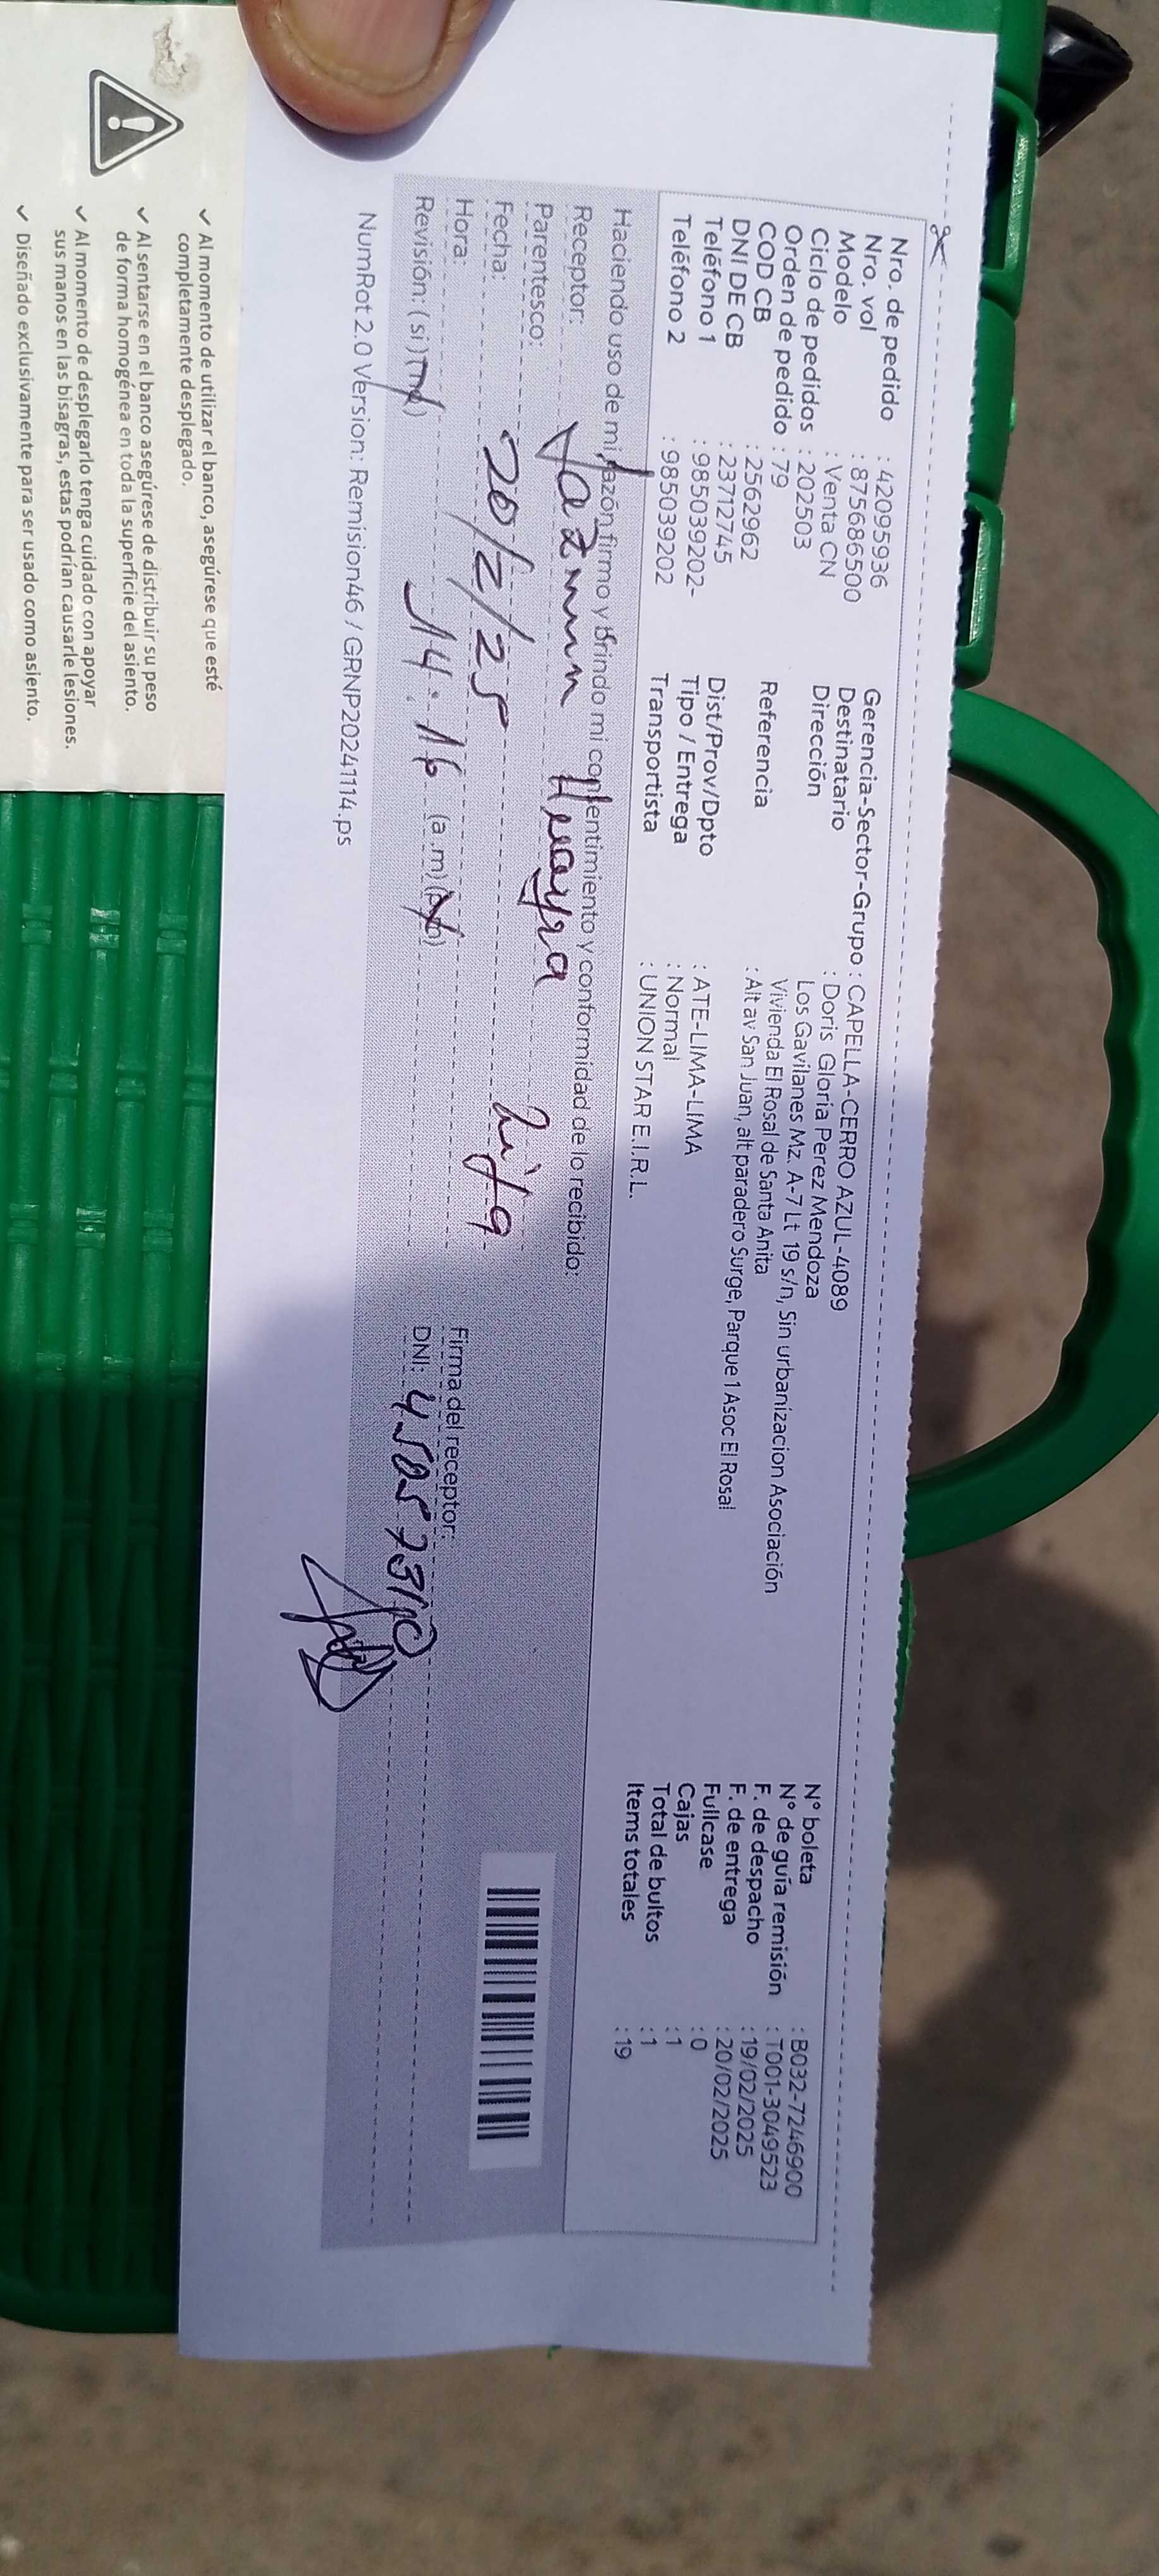 Nro. de pedido : 42095936
Nro. vol : 875686500
Modelo : Venta CN
Ciclo de pedidos : 202503
Orden de pedido : 79
COD CB : 2562962
DNI DE CB : 23712745
Teléfono 1 : 985039202-
Teléfono 2 : 985039202
Gerencia-Sector-Grupo : CAPELLA-CERRO AZUL-4089
Destinatario : Doris Gloria Perez Mendoza
Dirección Los Gavilanes Mz. A-7 Lt 19 s/n, Sin urbanizacion Asociación
Vivienda El Rosal de Santa Anita
Referencia : Alt av San Juan, alt paradero Surge, Parque 1 Asoc El Rosal
Dist/Prov/Dpto : ATE-LIMA-LIMA
Tipo / Entrega : Normal
Transportista : UNION STAR E.I.R.L.
N° boleta : B032-7246900
N° de guía remisión : T001-3049523
F. de despacho : 19/02/2025
F. de entrega : 20/02/2025
Fullcase : 0
Cajas : 1
Total de bultos : 1
Items totales : 19
Haciendo uso de mi razón firmo y brindo mi consentimiento y conformidad de lo recibido:
Receptor: Yazmin
Parentesco: hija
Fecha: 20/2/25
Hora: 14:16 (a.m)
Revisión: (si)
Firma del receptor:
DNI:
NumRot 2.0 Version: Remision46 / GRNP20241114.ps
✓ Al momento de utilizar el banco, asegúrese que esté
completamente desplegado.
✓ Al sentarse en el banco asegúrese de distribuir su peso
de forma homogénea en toda la superficie del asiento.
✓ Al momento de desplegarlo tenga cuidado con apoyar
sus manos en las bisagras, estas podrían causarle lesiones.
✓ Diseñado exclusivamente para ser usado como asiento.